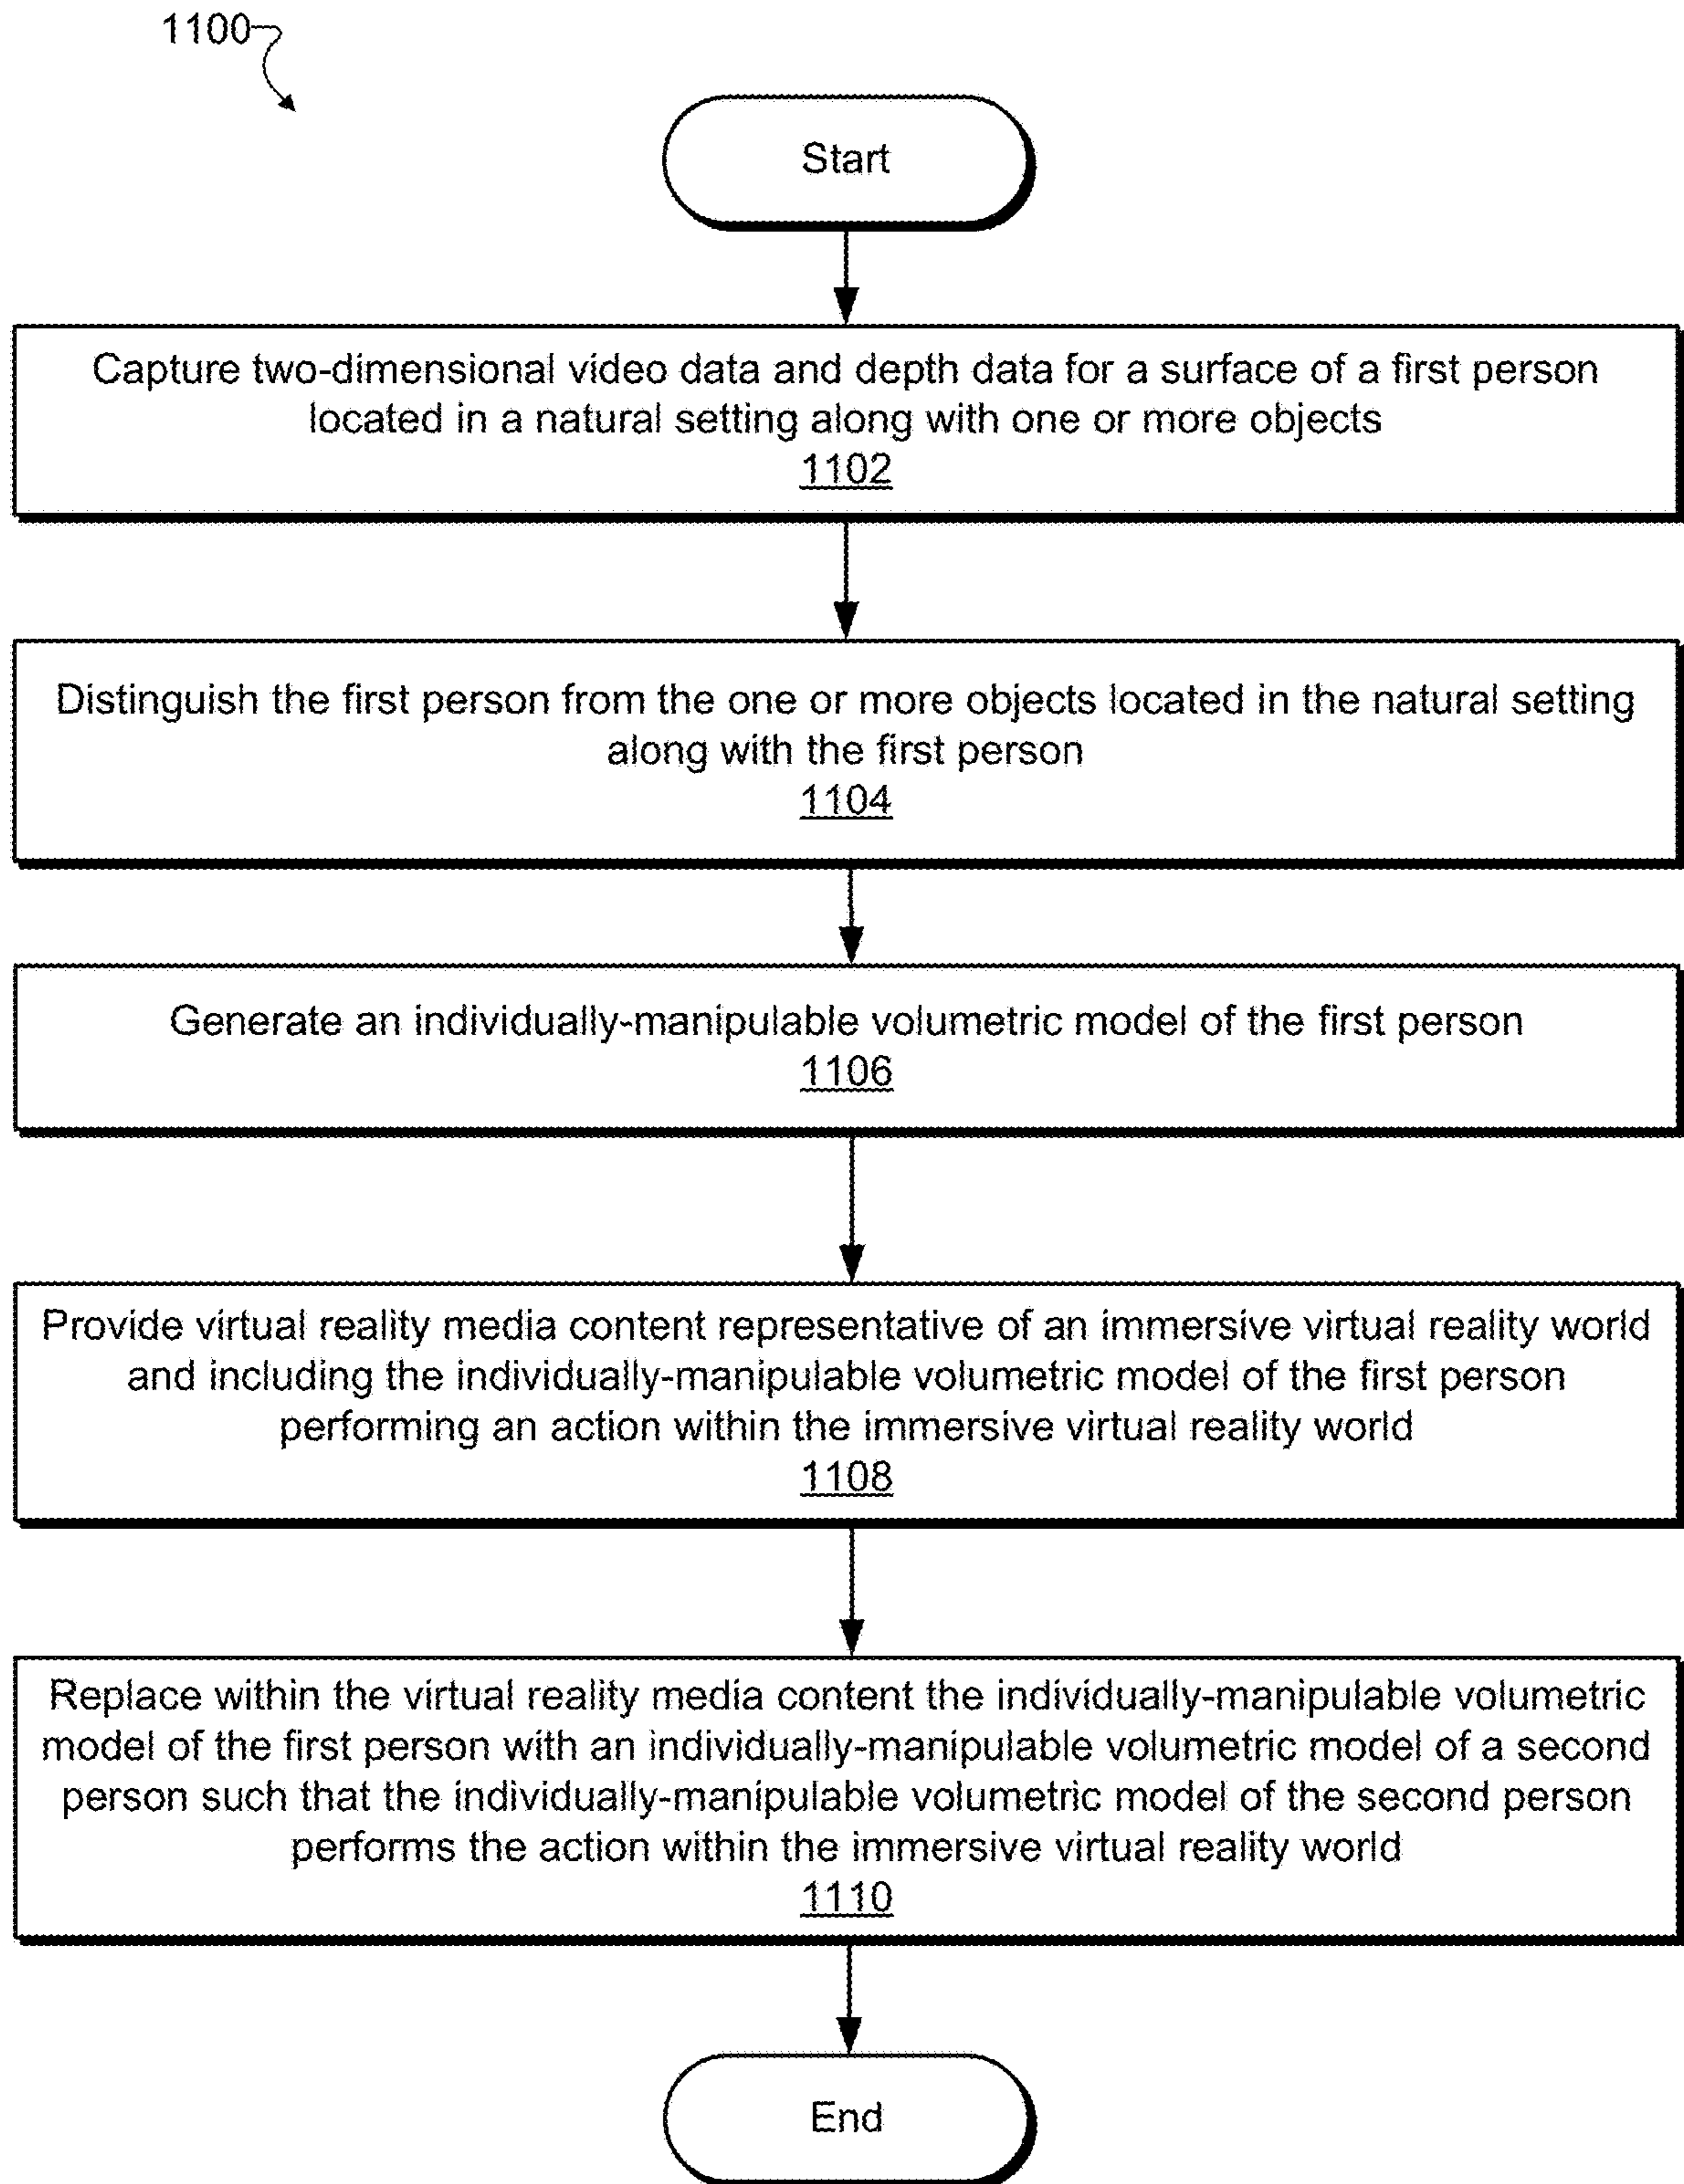 1100
Start
Capture two-dimensional video data and depth data for a surface of a first person
located in a natural setting along with one or more objects
1102
Distinguish the first person from the one or more objects located in the natural setting
along with the first person
1104
Generate an individually-manipulable volumetric model of the first person
1106
Provide virtual reality media content representative of an immersive virtual reality world
and including the individually-manipulable volumetric model of the first person
performing an action within the immersive virtual reality world
1108
Replace within the virtual reality media content the individually-manipulable volumetric
model of the first person with an individually-manipulable volumetric model of a second
person such that the individually-manipulable volumetric model of the second person
performs the action within the immersive virtual reality world
1110
End